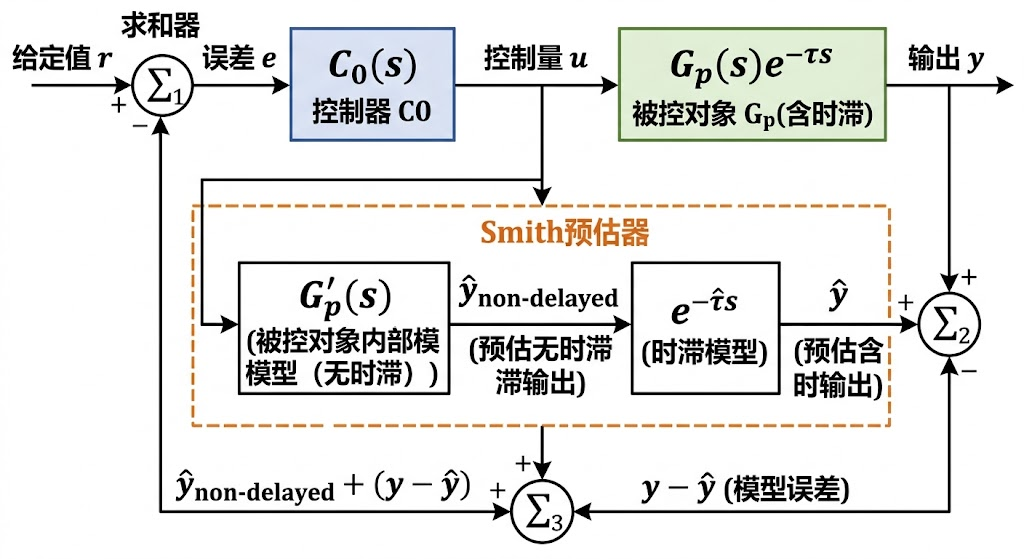 求和器
给定值 r
Σ1
+
−
误差 e
C₀(s)
控制器 C0
控制量 u
Gₚ(s)e^{-τs}
被控对象 Gₚ(含时滞)
输出 y
Smith预估器
G′ₚ(s)
(被控对象内部模
模型（无时滞）)
ŷnon-delayed
(预估无时滞
滞输出)
e^{-τ̂s}
(时滞模型)
ŷ
(预估含
时输出)
+
+
Σ2
−
ŷnon-delayed + (y − ŷ)
+
+
Σ3
y − ŷ (模型误差)